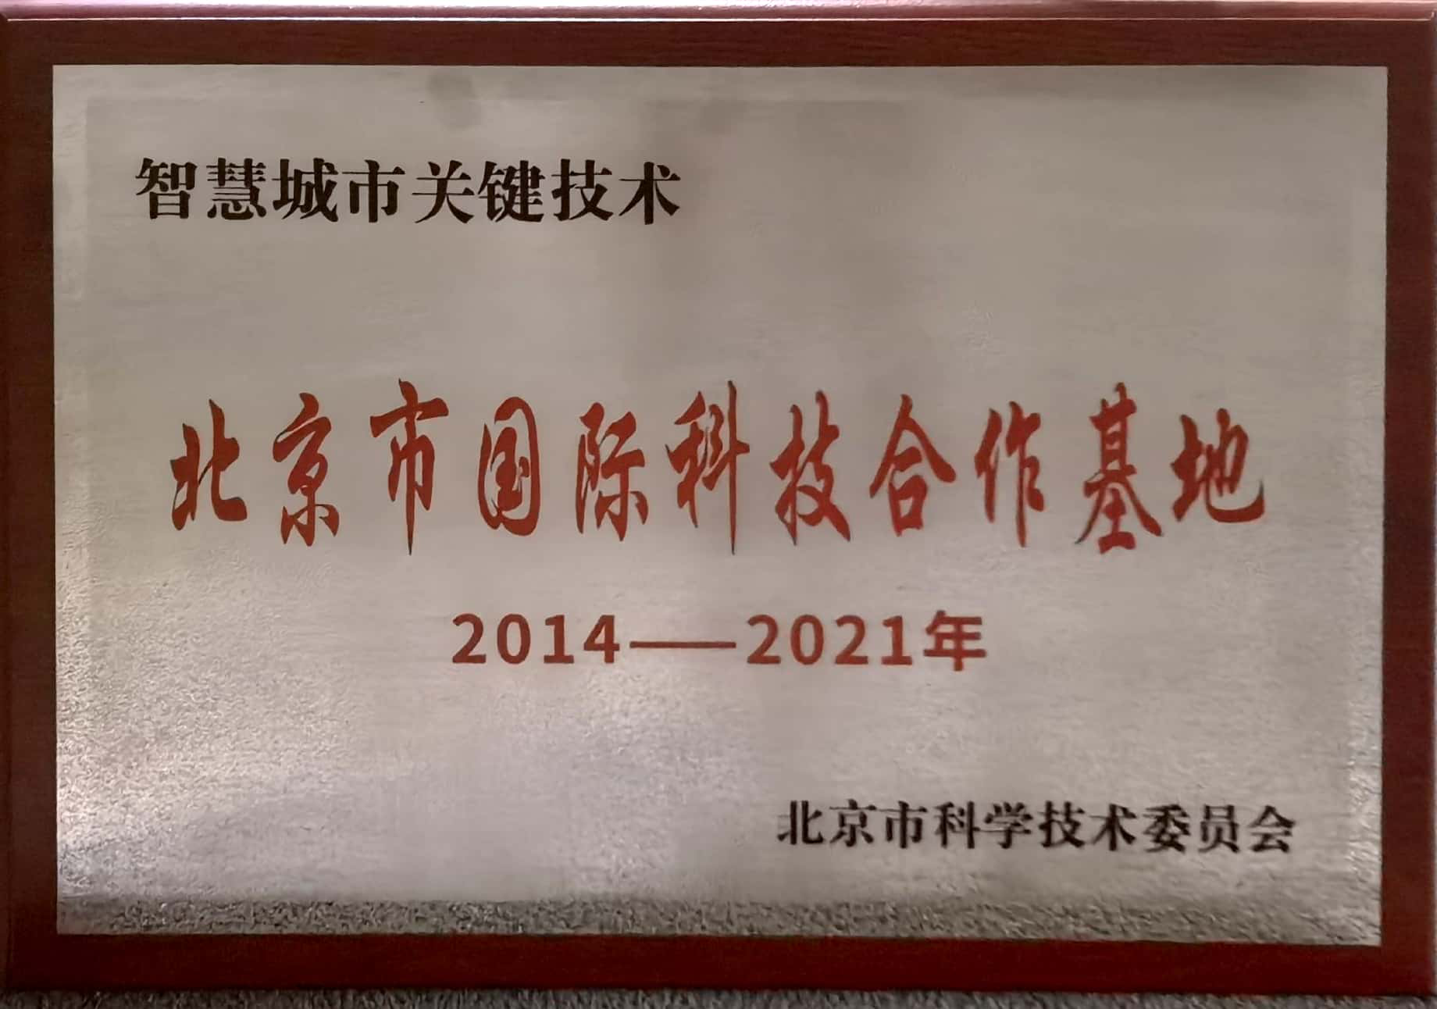 智慧城市关键技术
北京市国际科技合作基地
2014——2021年
北京市科学技术委员会